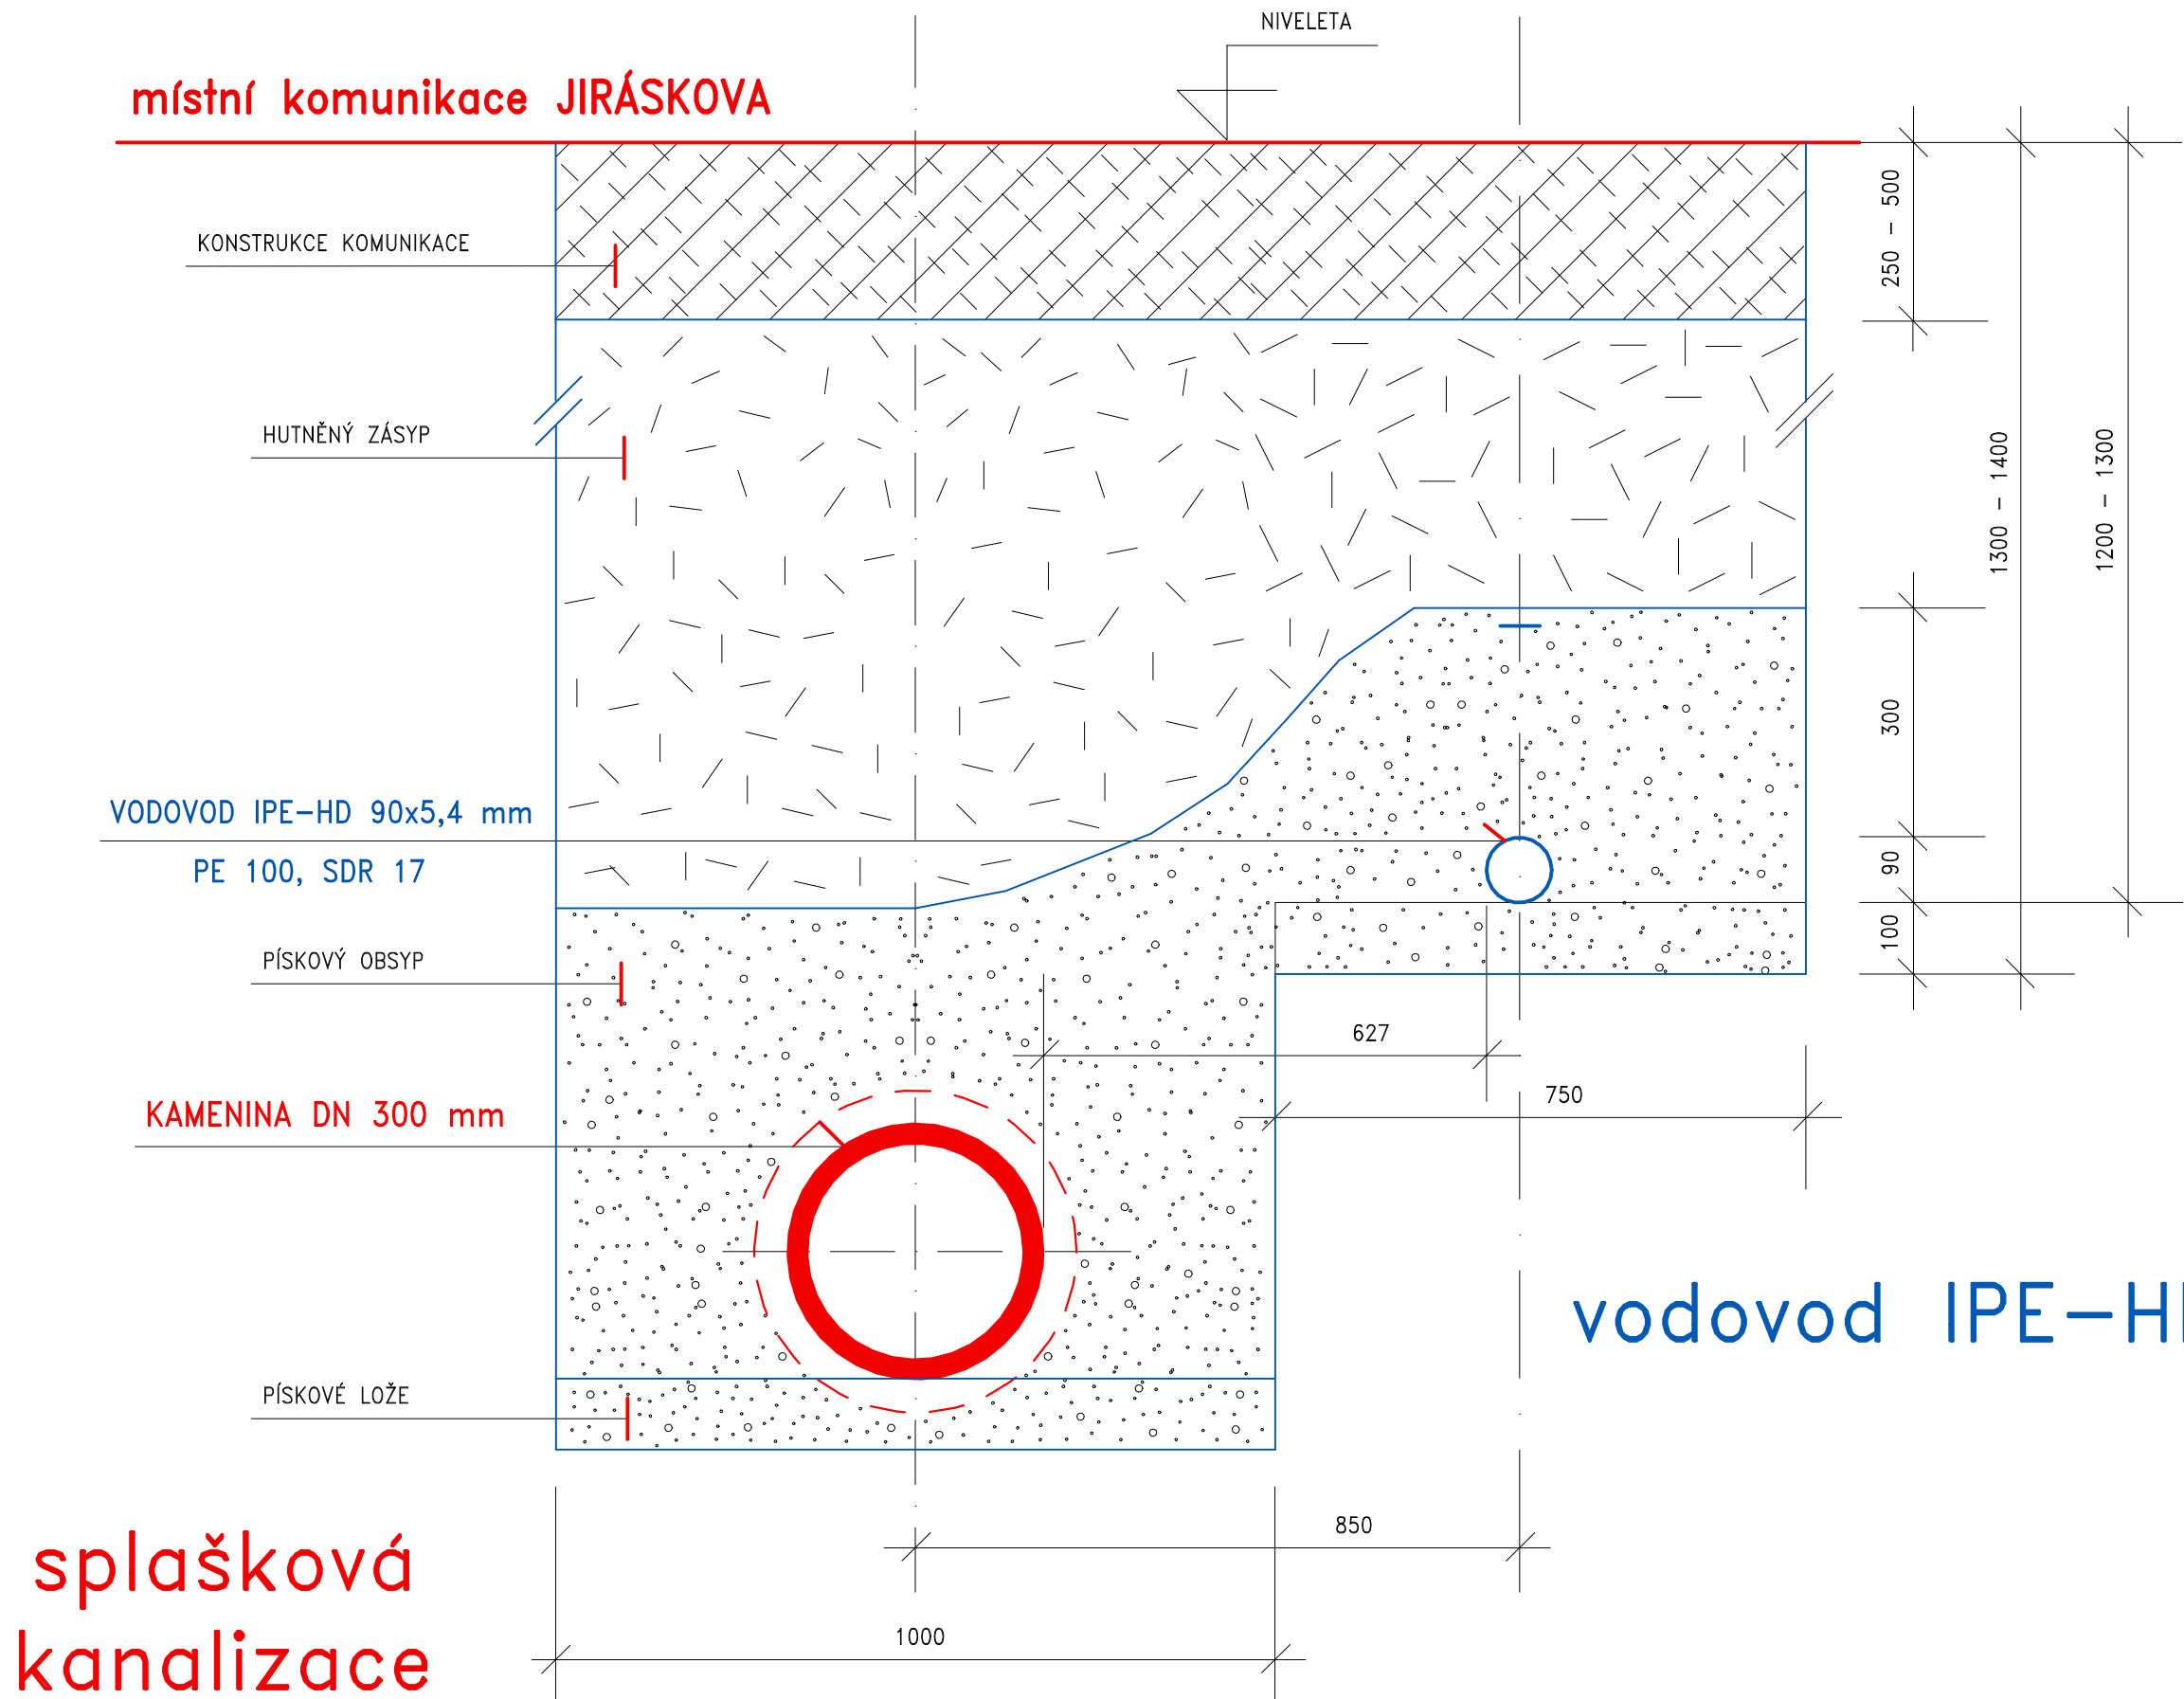 NIVELETA
místní komunikace JIRÁSKOVA
KONSTRUKCE KOMUNIKACE
250 - 500
HUTNĚNÝ ZÁSYP
1300 - 1400
1200 - 1300
300
VODOVOD IPE-HD 90x5,4 mm
PE 100, SDR 17
90
100
PÍSKOVÝ OBSYP
627
750
KAMENINA DN 300 mm
vodovod IPE-H
PÍSKOVÉ LOŽE
850
splašková
kanalizace
1000